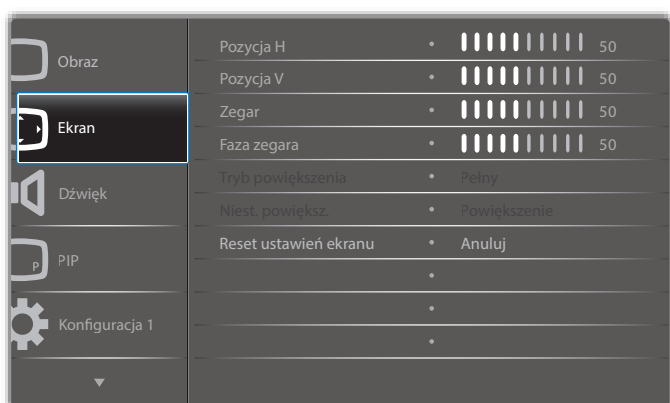 Obraz
Ekran
Dźwięk
PIP
P
Konfiguracja 1
Pozycja H • 50
Pozycja V • 50
Zegar • 50
Faza zegara • 50
Tryb powiększenia • Pełny
Niest. powiększ. • Powiększenie
Reset ustawień ekranu • Anuluj
•
•
•